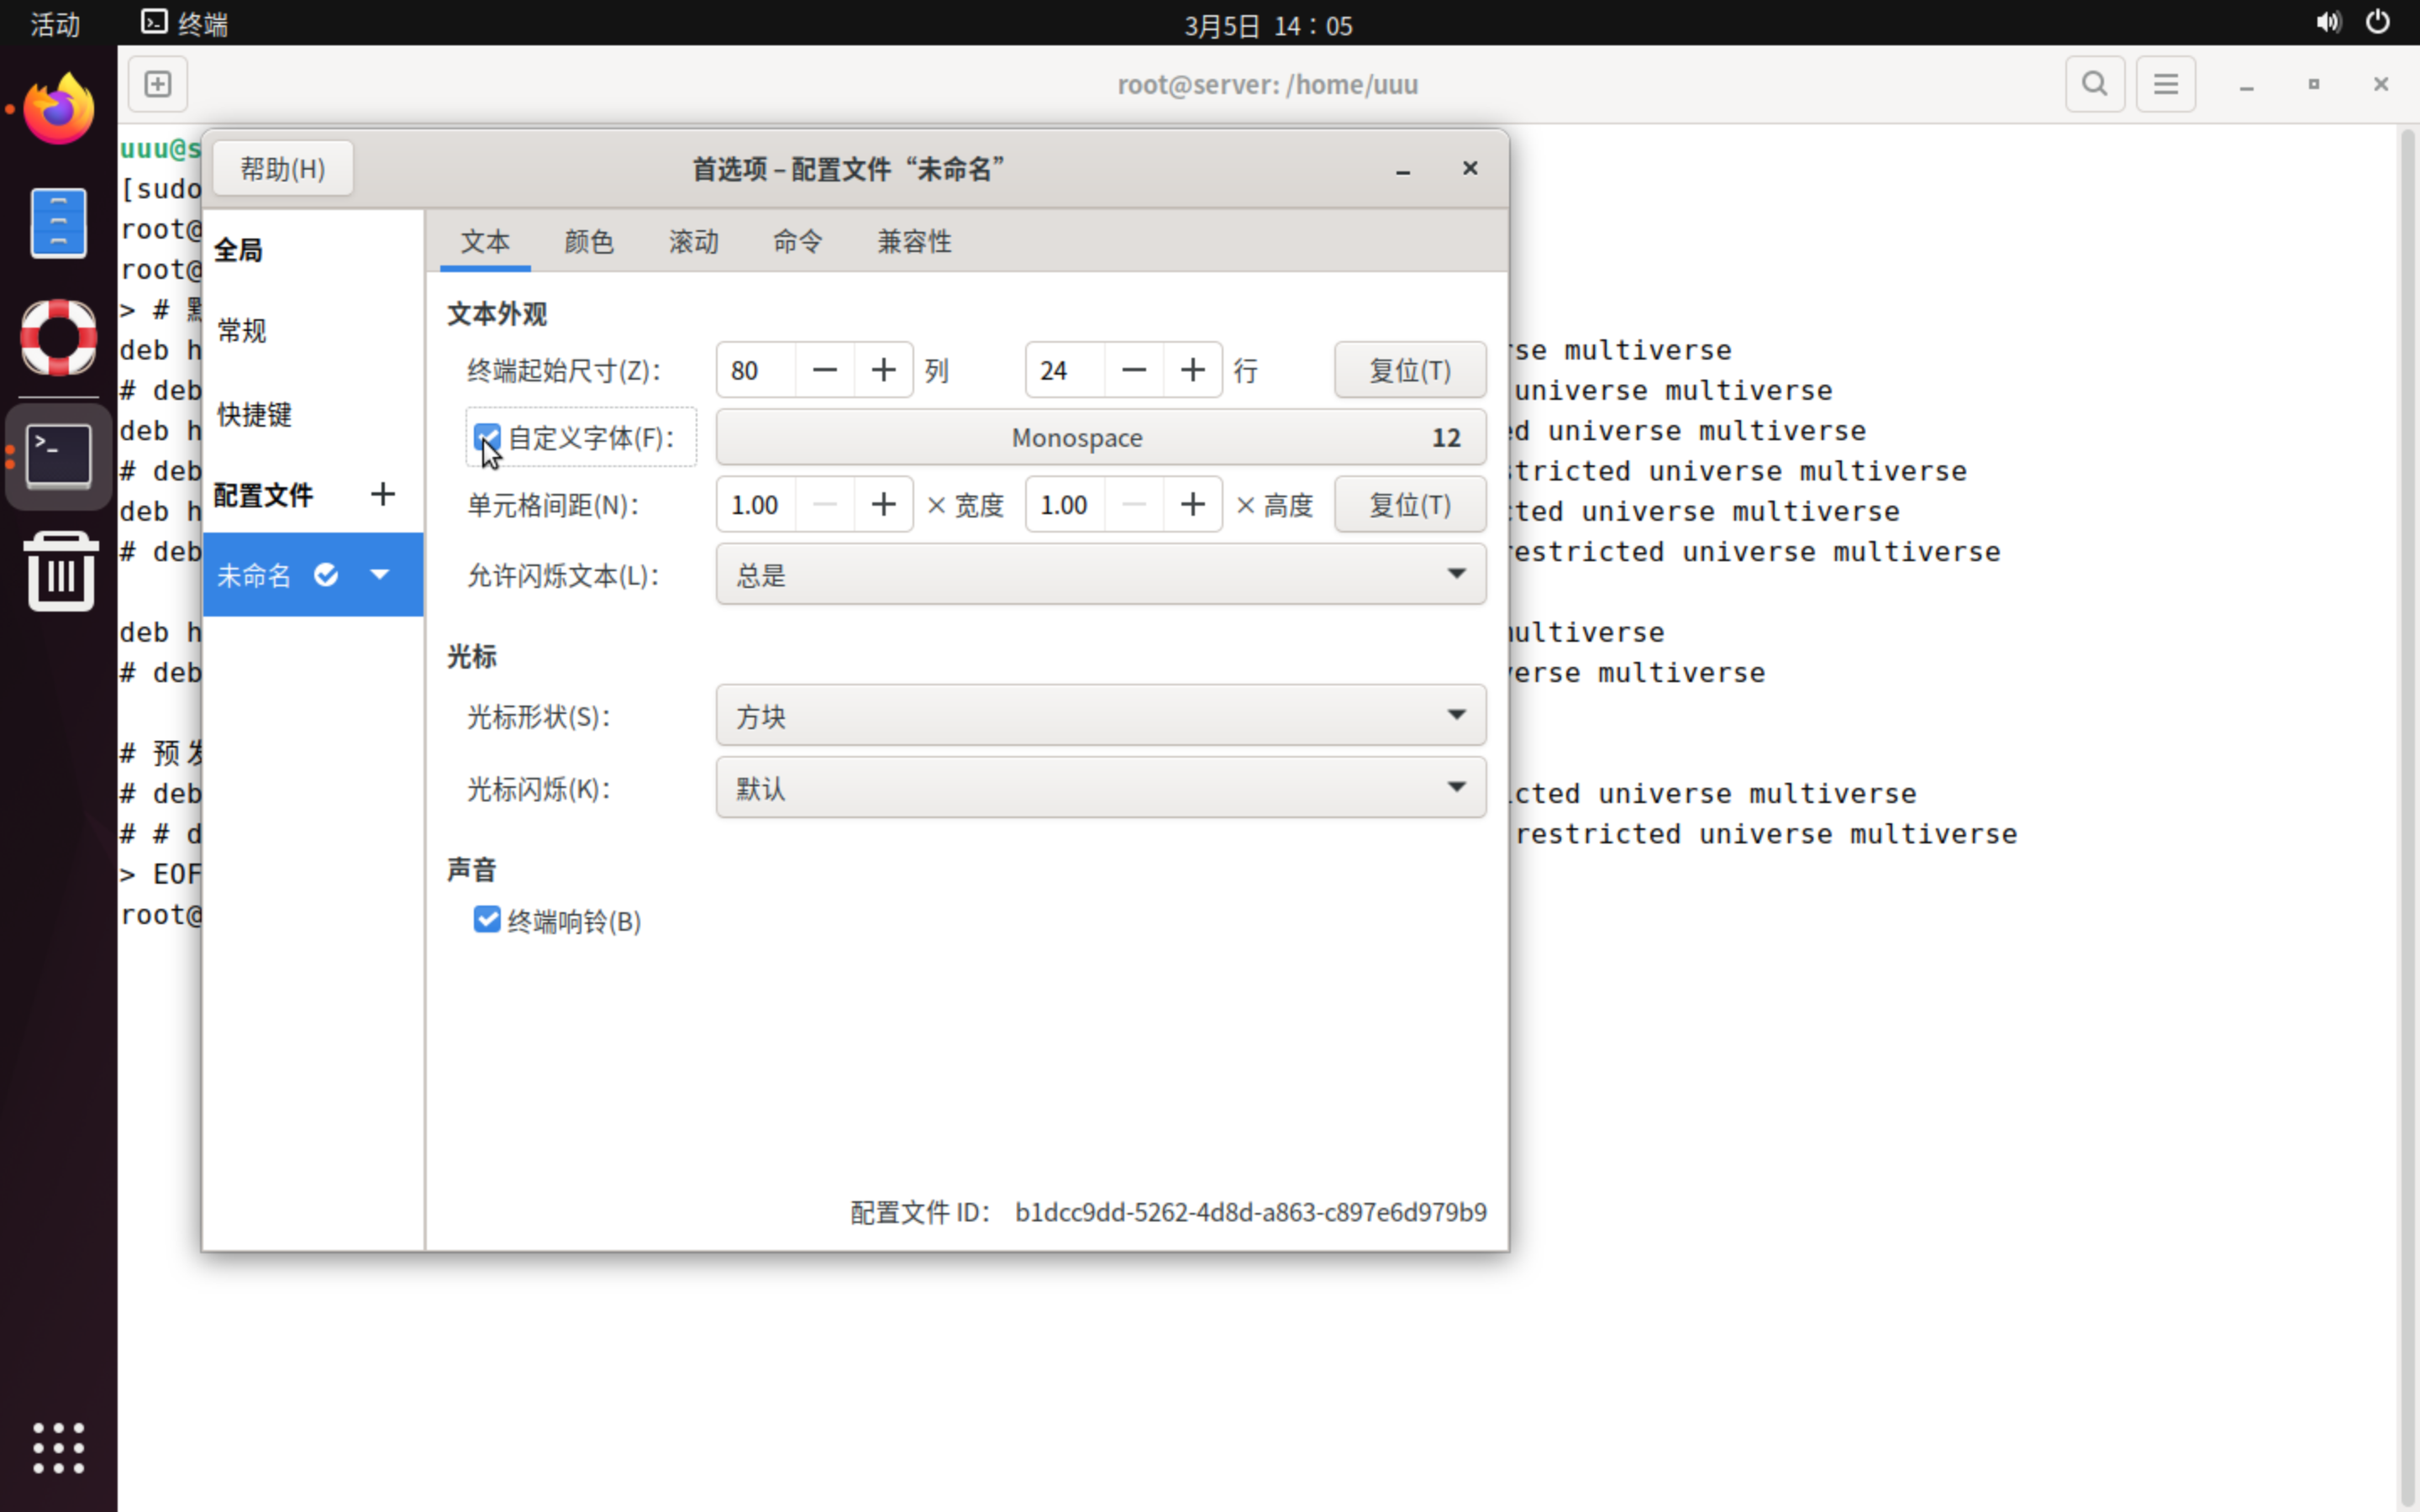 活动 终端 3月5日 14：05
root@server: /home/uuu
uuu@s
[sudo
root@
root@
> #
deb h rse multiverse
# deb universe multiverse
deb h ed universe multiverse
# deb stricted universe multiverse
deb h cted universe multiverse
# deb restricted universe multiverse
deb h multiverse
# deb verse multiverse
# 预发
# deb icted universe multiverse
# # d restricted universe multiverse
> EOF
root@
帮助(H) 首选项 – 配置文件“未命名”
全局
常规
快捷键
配置文件
未命名
文本 颜色 滚动 命令 兼容性
文本外观
终端起始尺寸(Z)： 80 列 24 行 复位(T)
自定义字体(F)： Monospace 12
单元格间距(N)： 1.00 × 宽度 1.00 × 高度 复位(T)
允许闪烁文本(L)： 总是
光标
光标形状(S)： 方块
光标闪烁(K)： 默认
声音
终端响铃(B)
配置文件 ID： b1dcc9dd-5262-4d8d-a863-c897e6d979b9